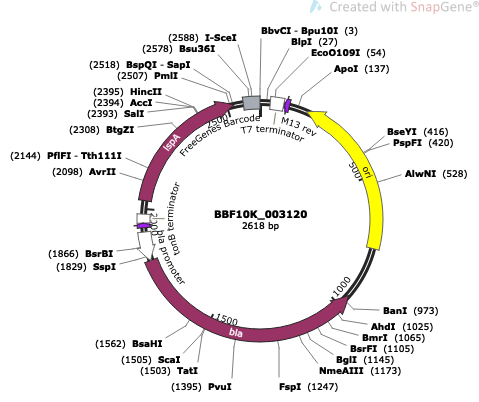 Created with SnapGene®
BbvCI - Bpu10I (3)
BlpI (27)
EcoO109I (54)
ApoI (137)
BseYI (416)
PspFI (420)
AlwNI (528)
BanI (973)
AhdI (1025)
BmrI (1065)
BsrFI (1105)
BglI (1145)
NmeAIII (1173)
FspI (1247)
(1395) PvuI
(1503) TatI
(1505) ScaI
(1562) BsaHI
(1829) SspI
(1866) BsrBI
(2098) AvrII
(2144) PflFI - Tth111I
(2308) BtgZI
(2393) SalI
(2394) AccI
(2395) HincII
(2507) PmlI
(2518) BspQI - SapI
(2578) Bsu36I
(2588) I-SceI
FreeGenes Barcode
T7 terminator
M13 rev
ori
bla
bla promoter
tonB terminator
lspA
500
1000
1500
2000
2500
BBF10K_003120
2618 bp